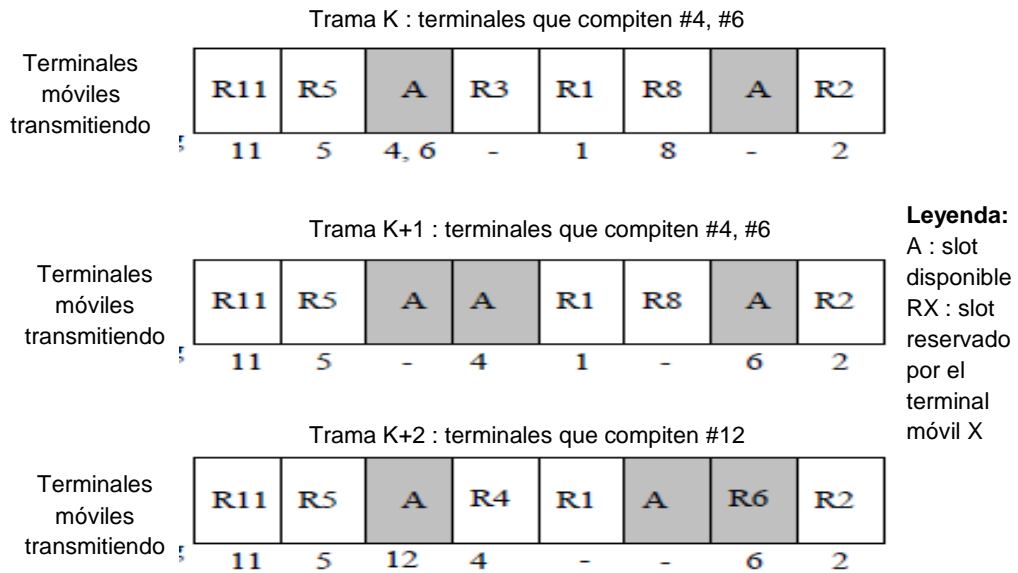 Trama K : terminales que compiten #4, #6
Terminales
móviles
transmitiendo
R11 R5 A R3 R1 R8 A R2
11 5 4, 6 - 1 8 - 2
Trama K+1 : terminales que compiten #4, #6
Terminales
móviles
transmitiendo
R11 R5 A A R1 R8 A R2
11 5 - 4 1 - 6 2
Trama K+2 : terminales que compiten #12
Terminales
móviles
transmitiendo
R11 R5 A R4 R1 A R6 R2
11 5 12 4 - - 6 2
Leyenda:
A : slot
disponible
RX : slot
reservado
por el
terminal
móvil X